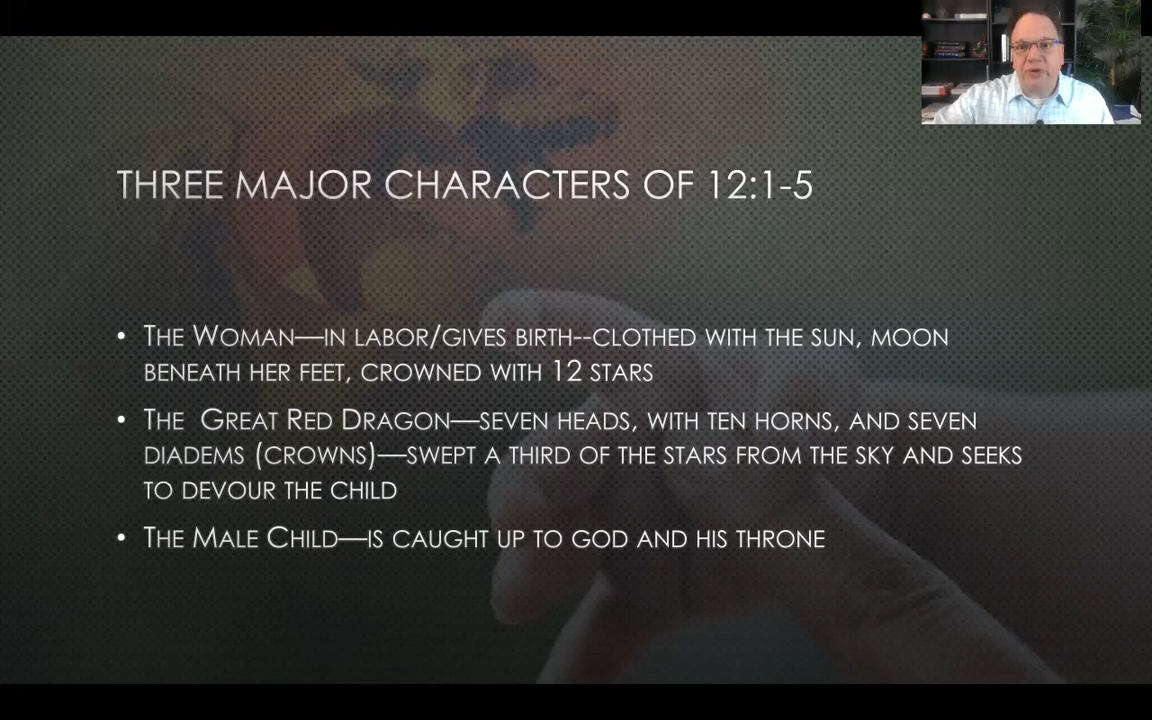 THREE MAJOR CHARACTERS OF 12:1-5
• THE WOMAN—IN LABOR/GIVES BIRTH--CLOTHED WITH THE SUN, MOON
BENEATH HER FEET, CROWNED WITH 12 STARS
• THE GREAT RED DRAGON—SEVEN HEADS, WITH TEN HORNS, AND SEVEN
DIADEMS (CROWNS)—SWEPT A THIRD OF THE STARS FROM THE SKY AND SEEKS
TO DEVOUR THE CHILD
• THE MALE CHILD—IS CAUGHT UP TO GOD AND HIS THRONE